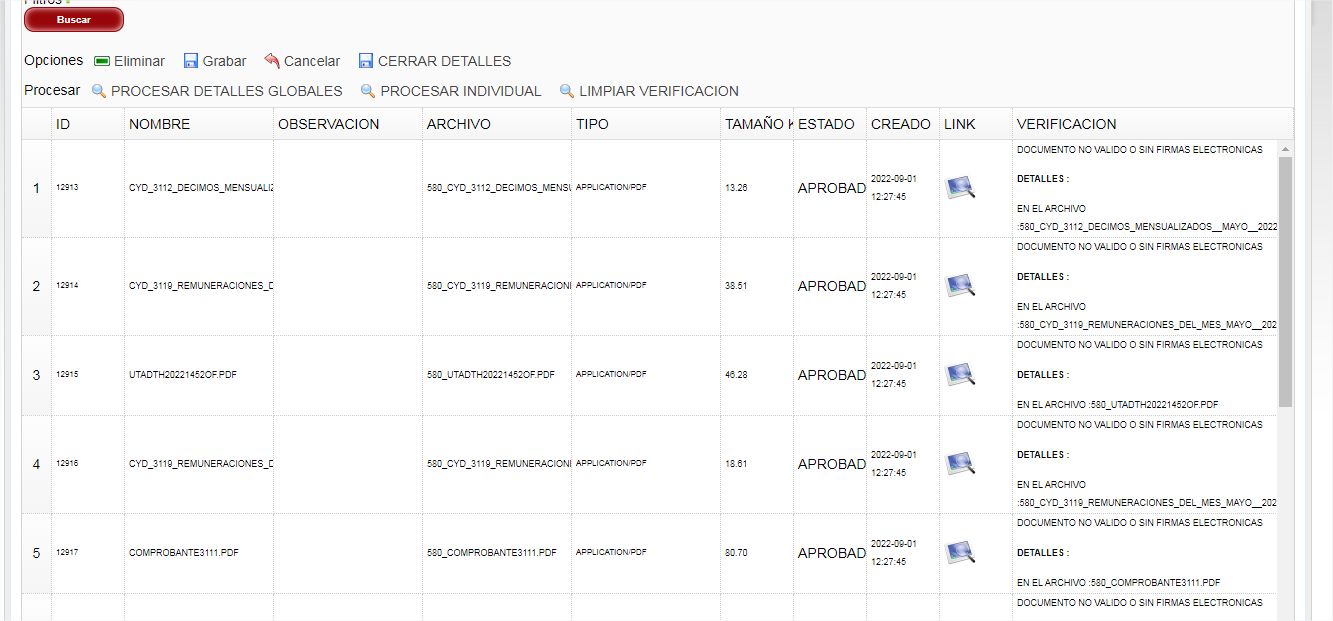 Filtros :
Buscar
Opciones Eliminar Grabar Cancelar CERRAR DETALLES
Procesar PROCESAR DETALLES GLOBALES PROCESAR INDIVIDUAL LIMPIAR VERIFICACION
ID NOMBRE OBSERVACION ARCHIVO TIPO TAMAÑO K ESTADO CREADO LINK VERIFICACION
1 12913 CYD_3112_DECIMOS_MENSUALIZ 580_CYD_3112_DECIMOS_MENSU APPLICATION/PDF 13.26 APROBAD 2022-09-01
12:27:45
DOCUMENTO NO VALIDO O SIN FIRMAS ELECTRONICAS
DETALLES :
EN EL ARCHIVO
:580_CYD_3112_DECIMOS_MENSUALIZADOS__MAYO__2022
2 12914 CYD_3119_REMUNERACIONES_D 580_CYD_3119_REMUNERACIONI APPLICATION/PDF 38.51 APROBAD 2022-09-01
12:27:45
DOCUMENTO NO VALIDO O SIN FIRMAS ELECTRONICAS
DETALLES :
EN EL ARCHIVO
:580_CYD_3119_REMUNERACIONES_DEL_MES_MAYO__202
3 12915 UTADTH20221452OF.PDF 580_UTADTH20221452OF.PDF APPLICATION/PDF 46.28 APROBAD 2022-09-01
12:27:45
DOCUMENTO NO VALIDO O SIN FIRMAS ELECTRONICAS
DETALLES :
EN EL ARCHIVO :580_UTADTH20221452OF.PDF
4 12916 CYD_3119_REMUNERACIONES_D 580_CYD_3119_REMUNERACIONI APPLICATION/PDF 18.61 APROBAD 2022-09-01
12:27:45
DOCUMENTO NO VALIDO O SIN FIRMAS ELECTRONICAS
DETALLES :
EN EL ARCHIVO
:580_CYD_3119_REMUNERACIONES_DEL_MES_MAYO__202
5 12917 COMPROBANTE3111.PDF 580_COMPROBANTE3111.PDF APPLICATION/PDF 80.70 APROBAD 2022-09-01
12:27:45
DOCUMENTO NO VALIDO O SIN FIRMAS ELECTRONICAS
DETALLES :
EN EL ARCHIVO :580_COMPROBANTE3111.PDF
DOCUMENTO NO VALIDO O SIN FIRMAS ELECTRONICAS